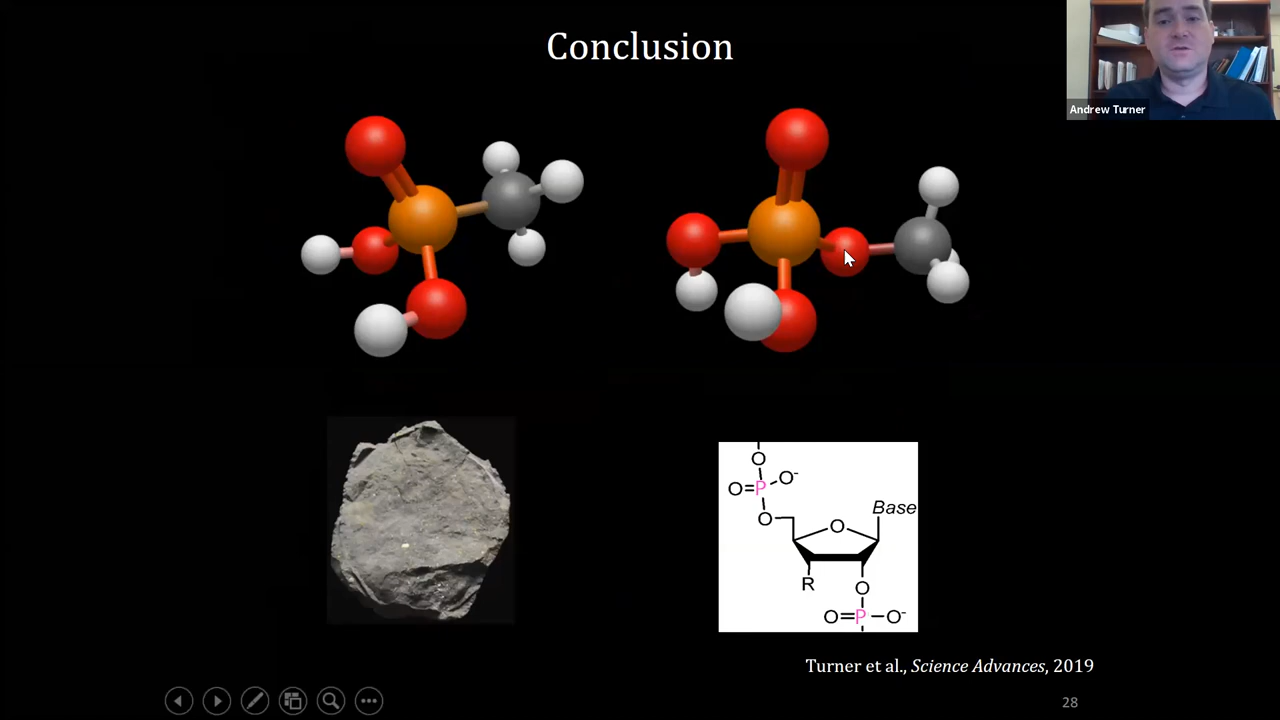 Conclusion
Andrew Turner
O
O=P-O-
O
O
Base
R
O
O=P-O-
Turner et al., Science Advances, 2019
28